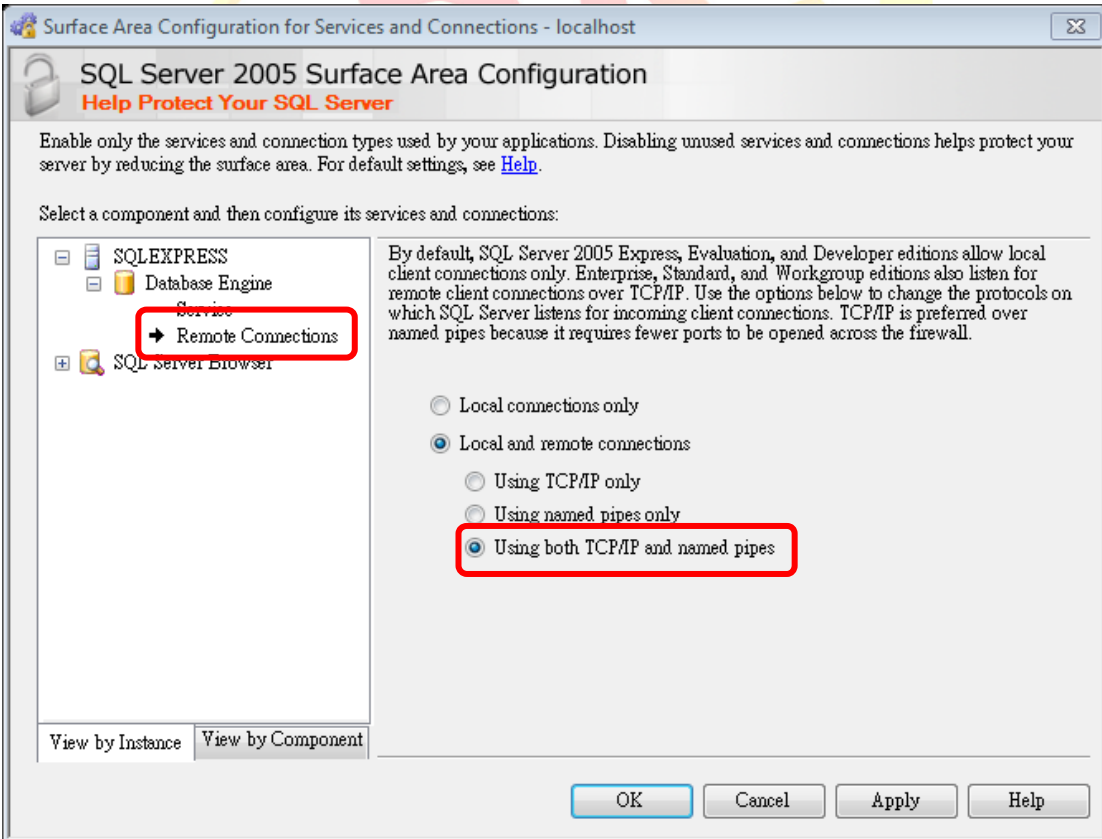 Surface Area Configuration for Services and Connections - localhost
SQL Server 2005 Surface Area Configuration
Help Protect Your SQL Server
Enable only the services and connection types used by your applications. Disabling unused services and connections helps protect your
server by reducing the surface area. For default settings, see Help.
Select a component and then configure its services and connections:
SQLEXPRESS
Database Engine
Service
Remote Connections
SQL Server Browser
View by Instance
View by Component
By default, SQL Server 2005 Express, Evaluation, and Developer editions allow local
client connections only. Enterprise, Standard, and Workgroup editions also listen for
remote client connections over TCP/IP. Use the options below to change the protocols on
which SQL Server listens for incoming client connections. TCP/IP is preferred over
named pipes because it requires fewer ports to be opened across the firewall.
Local connections only
Local and remote connections
Using TCP/IP only
Using named pipes only
Using both TCP/IP and named pipes
OK
Cancel
Apply
Help